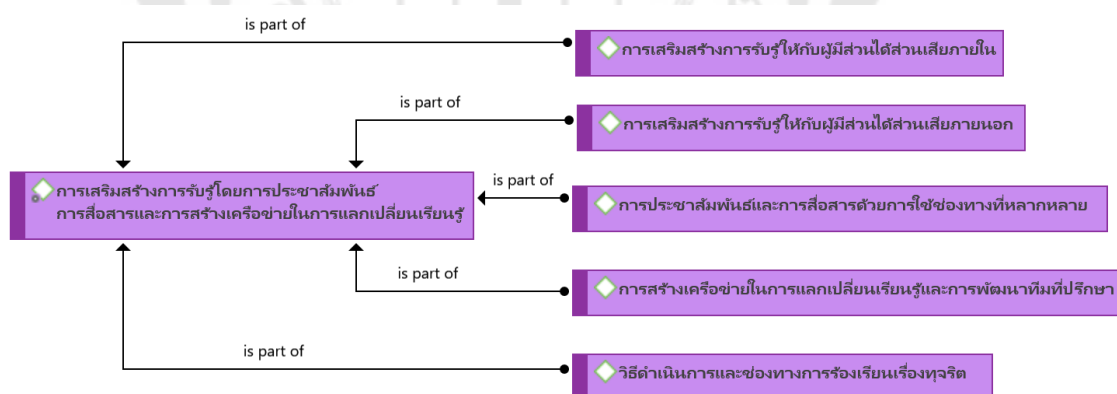 is part of
การเสริมสร้างการรับรู้ให้กับผู้มีส่วนได้ส่วนเสียภายใน
is part of
การเสริมสร้างการรับรู้ให้กับผู้มีส่วนได้ส่วนเสียภายนอก
การเสริมสร้างการรับรู้โดยการประชาสัมพันธ์
การสื่อสารและการสร้างเครือข่ายในการแลกเปลี่ยนเรียนรู้
is part of
การประชาสัมพันธ์และการสื่อสารด้วยการใช้ช่องทางที่หลากหลาย
is part of
การสร้างเครือข่ายในการแลกเปลี่ยนเรียนรู้และการพัฒนาทีมที่ปรึกษา
is part of
วิธีดำเนินการและช่องทางการร้องเรียนเรื่องทุจริต